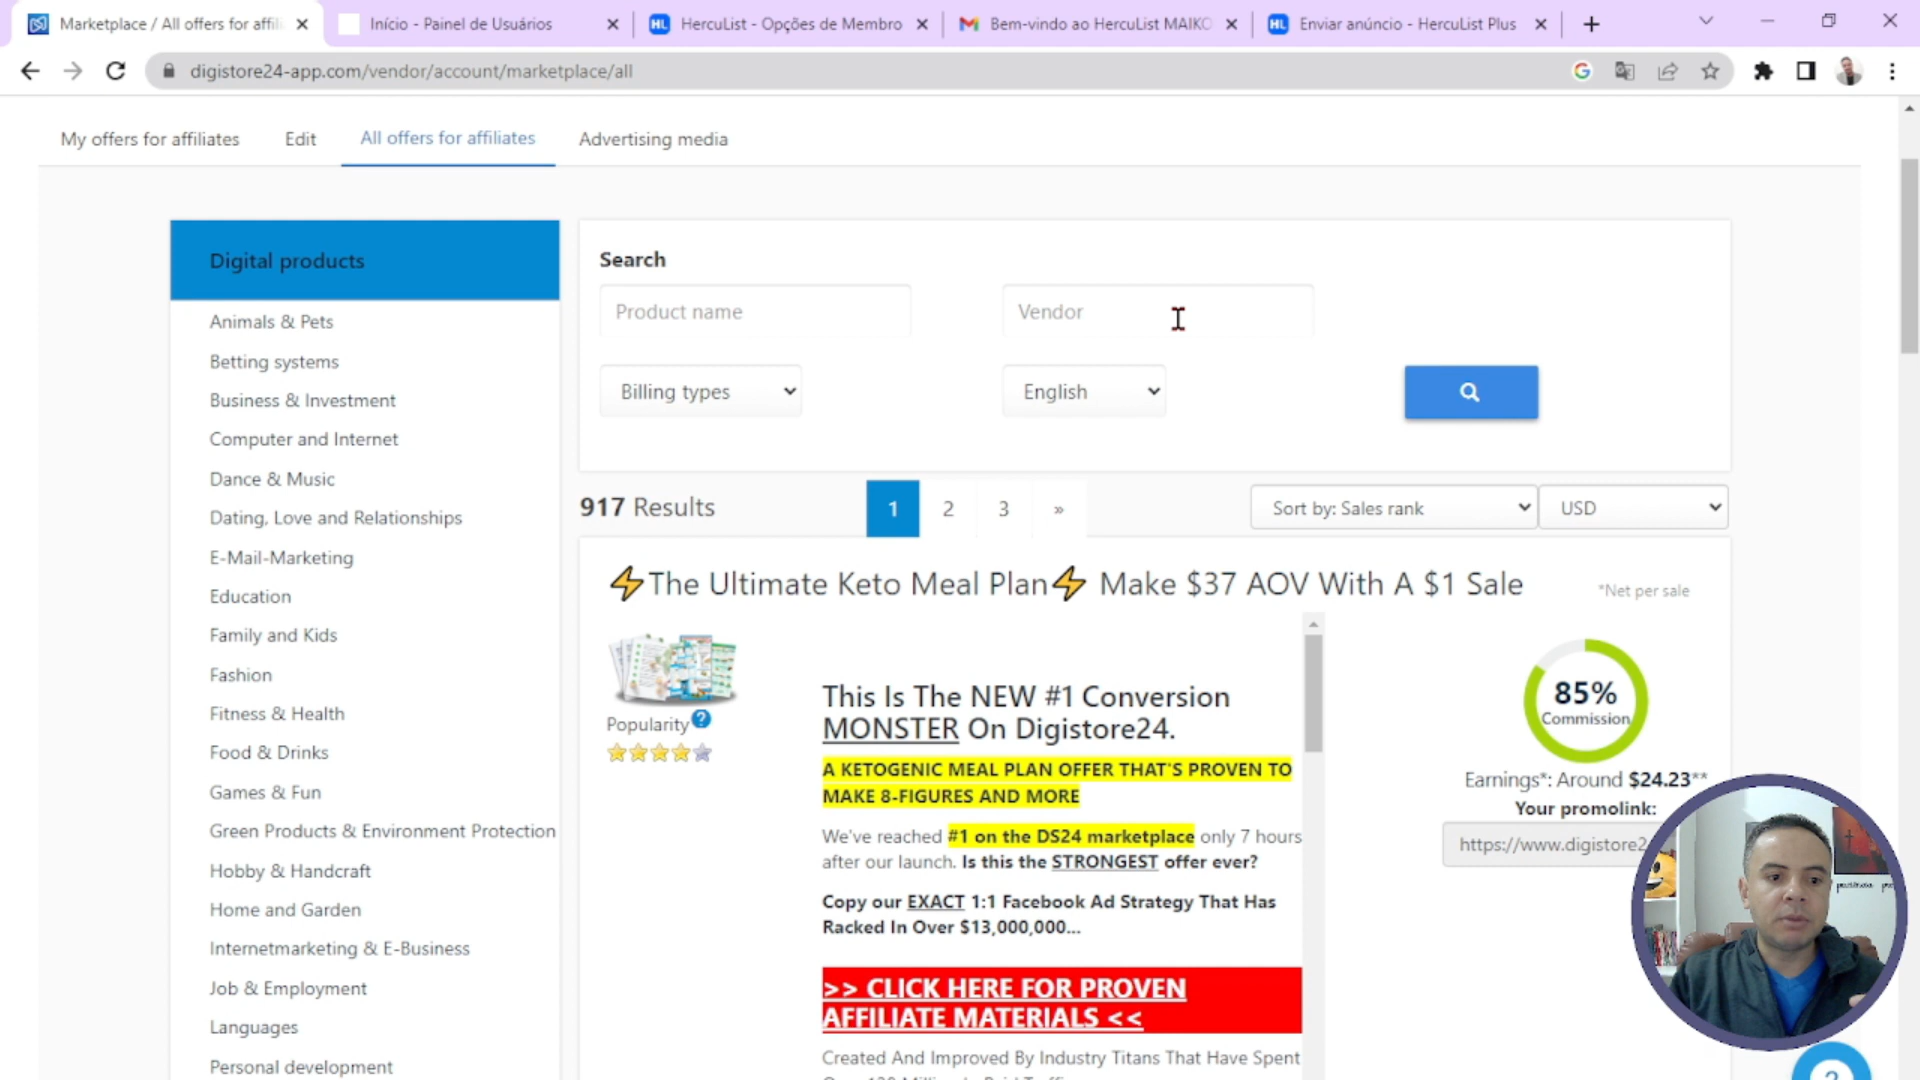 Marketplace / All offers for affili
Início - Painel de Usuários
HercuList - Opções de Membro
Bem-vindo ao HercuList MAIKO
Enviar anúncio - HercuList Plus
digistore24-app.com/vendor/account/marketplace/all
My offers for affiliates
Edit
All offers for affiliates
Advertising media
Digital products
Animals & Pets
Betting systems
Business & Investment
Computer and Internet
Dance & Music
Dating, Love and Relationships
E-Mail-Marketing
Education
Family and Kids
Fashion
Fitness & Health
Food & Drinks
Games & Fun
Green Products & Environment Protection
Hobby & Handcraft
Home and Garden
Internetmarketing & E-Business
Job & Employment
Languages
Personal development
Search
Product name
Vendor
Billing types
English
917 Results
1 2 3 »
Sort by: Sales rank
USD
⚡The Ultimate Keto Meal Plan⚡ Make $37 AOV With A $1 Sale
*Net per sale
Popularity
This Is The NEW #1 Conversion
MONSTER On Digistore24.
A KETOGENIC MEAL PLAN OFFER THAT'S PROVEN TO
MAKE 8-FIGURES AND MORE
We've reached #1 on the DS24 marketplace only 7 hours
after our launch. Is this the STRONGEST offer ever?
Copy our EXACT 1:1 Facebook Ad Strategy That Has
Racked In Over $13,000,000...
>> CLICK HERE FOR PROVEN
AFFILIATE MATERIALS <<
Created And Improved By Industry Titans That Have Spent
85%
Commission
Earnings*: Around $24.23**
Your promolink:
https://www.digistore2